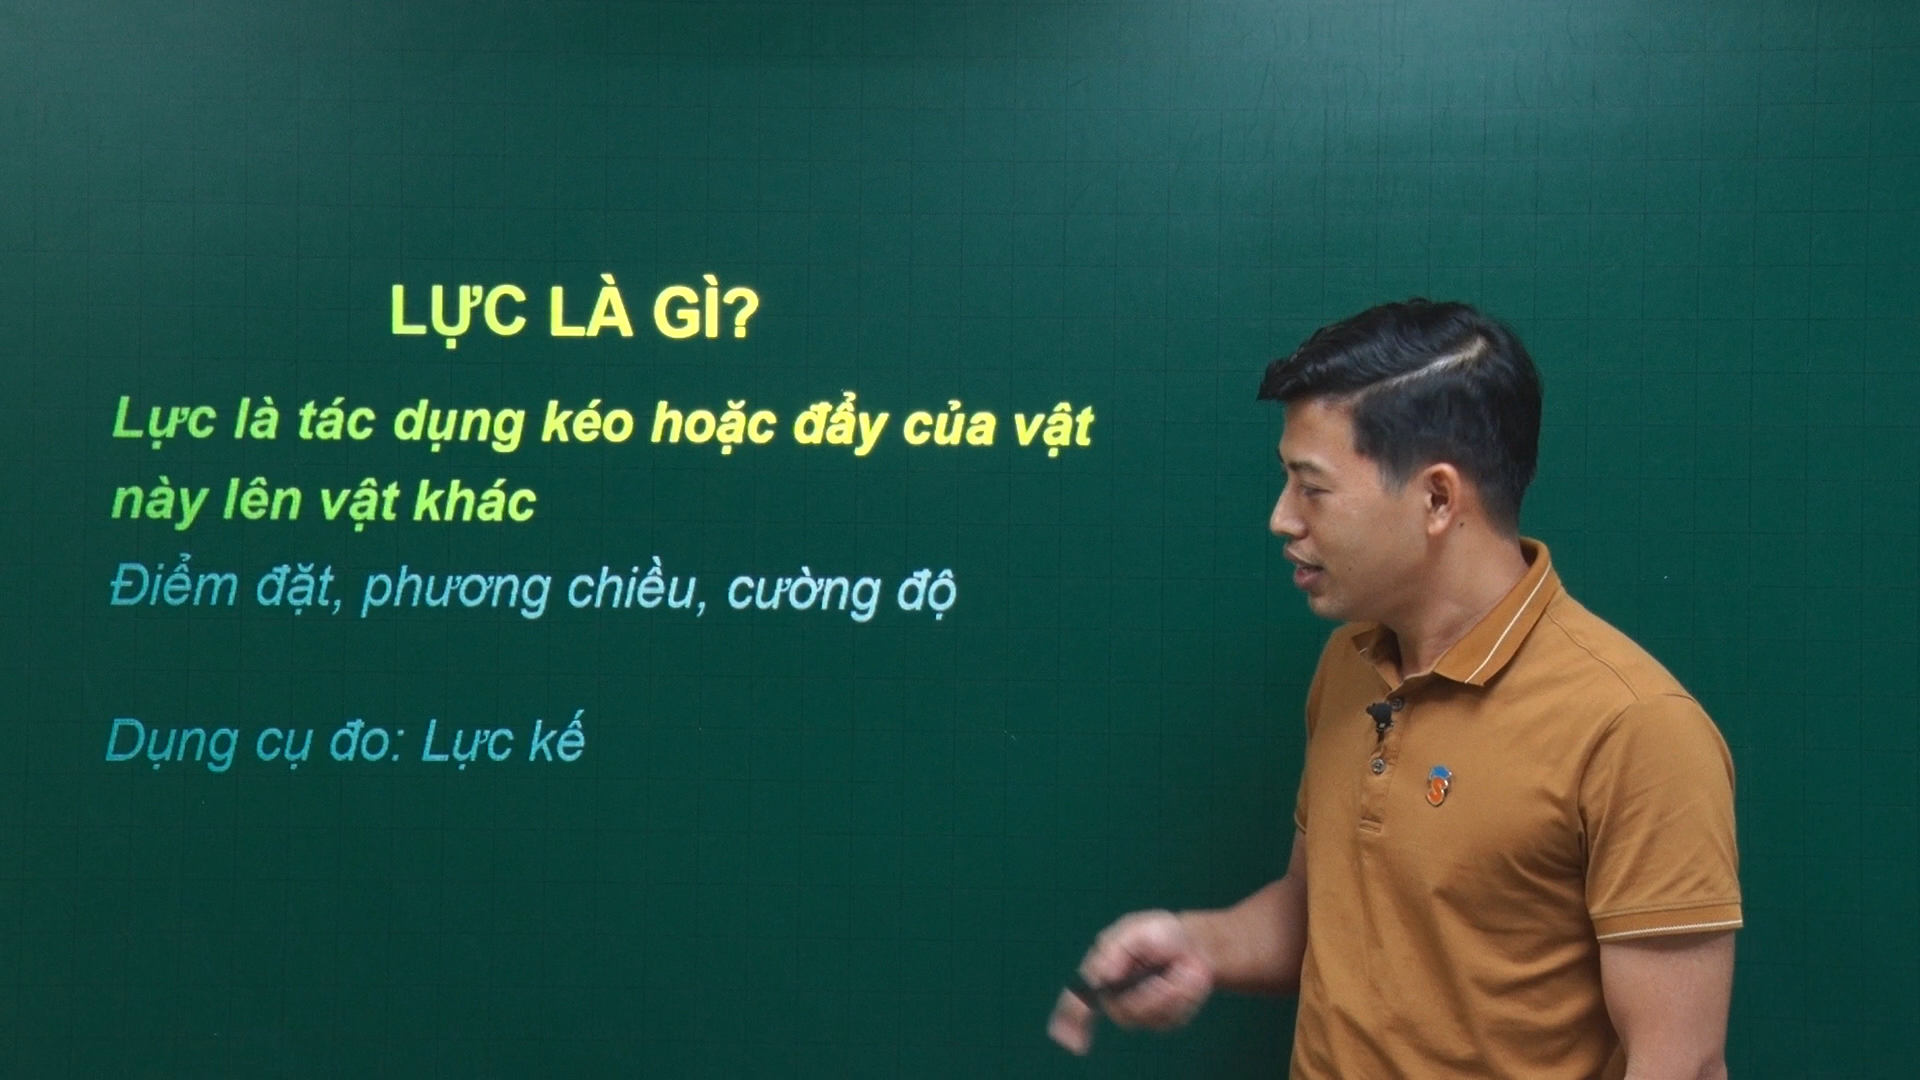 LỰC LÀ GÌ?
Lực là tác dụng kéo hoặc đẩy của vật
này lên vật khác
Điểm đặt, phương chiều, cường độ
Dụng cụ đo: Lực kế